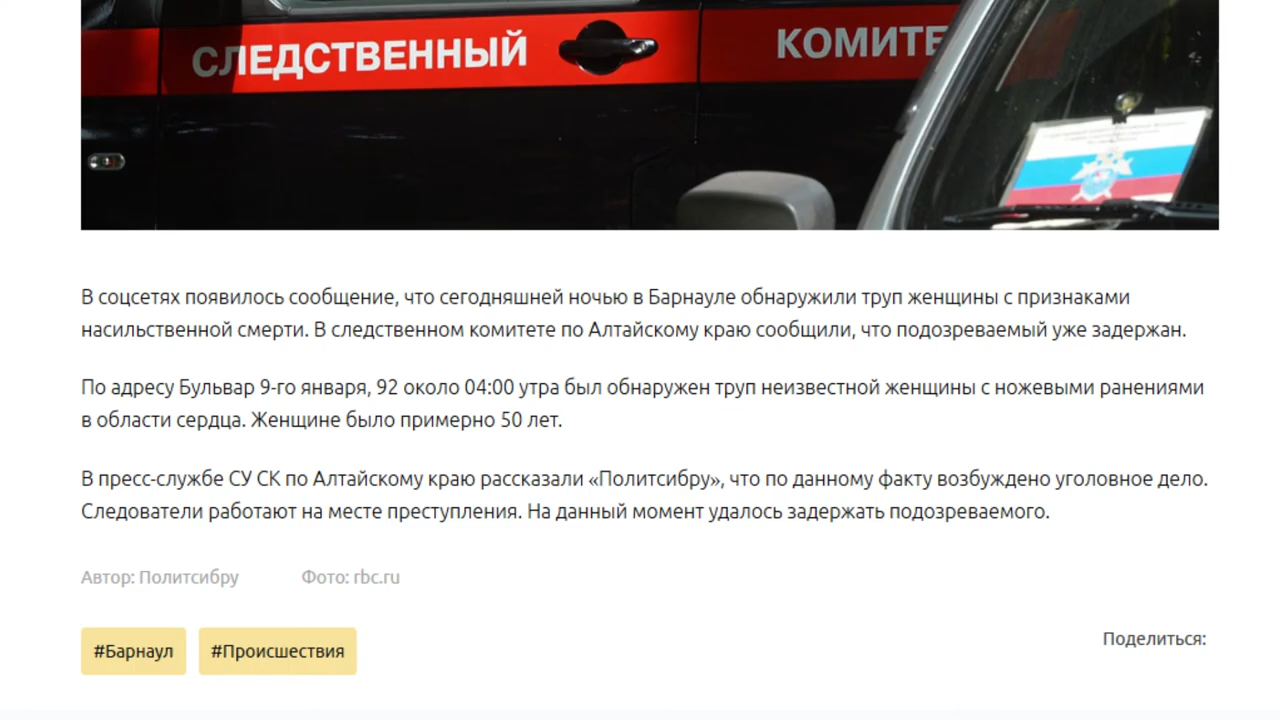 СЛЕДСТВЕННЫЙ КОМИТЕ
В соцсетях появилось сообщение, что сегодняшней ночью в Барнауле обнаружили труп женщины с признаками
насильственной смерти. В следственном комитете по Алтайскому краю сообщили, что подозреваемый уже задержан.
По адресу Бульвар 9-го января, 92 около 04:00 утра был обнаружен труп неизвестной женщины с ножевыми ранениями
в области сердца. Женщине было примерно 50 лет.
В пресс-службе СУ СК по Алтайскому краю рассказали «Политсибру», что по данному факту возбуждено уголовное дело.
Следователи работают на месте преступления. На данный момент удалось задержать подозреваемого.
Автор: Политсибру Фото: rbc.ru
#Барнаул #Происшествия Поделиться: